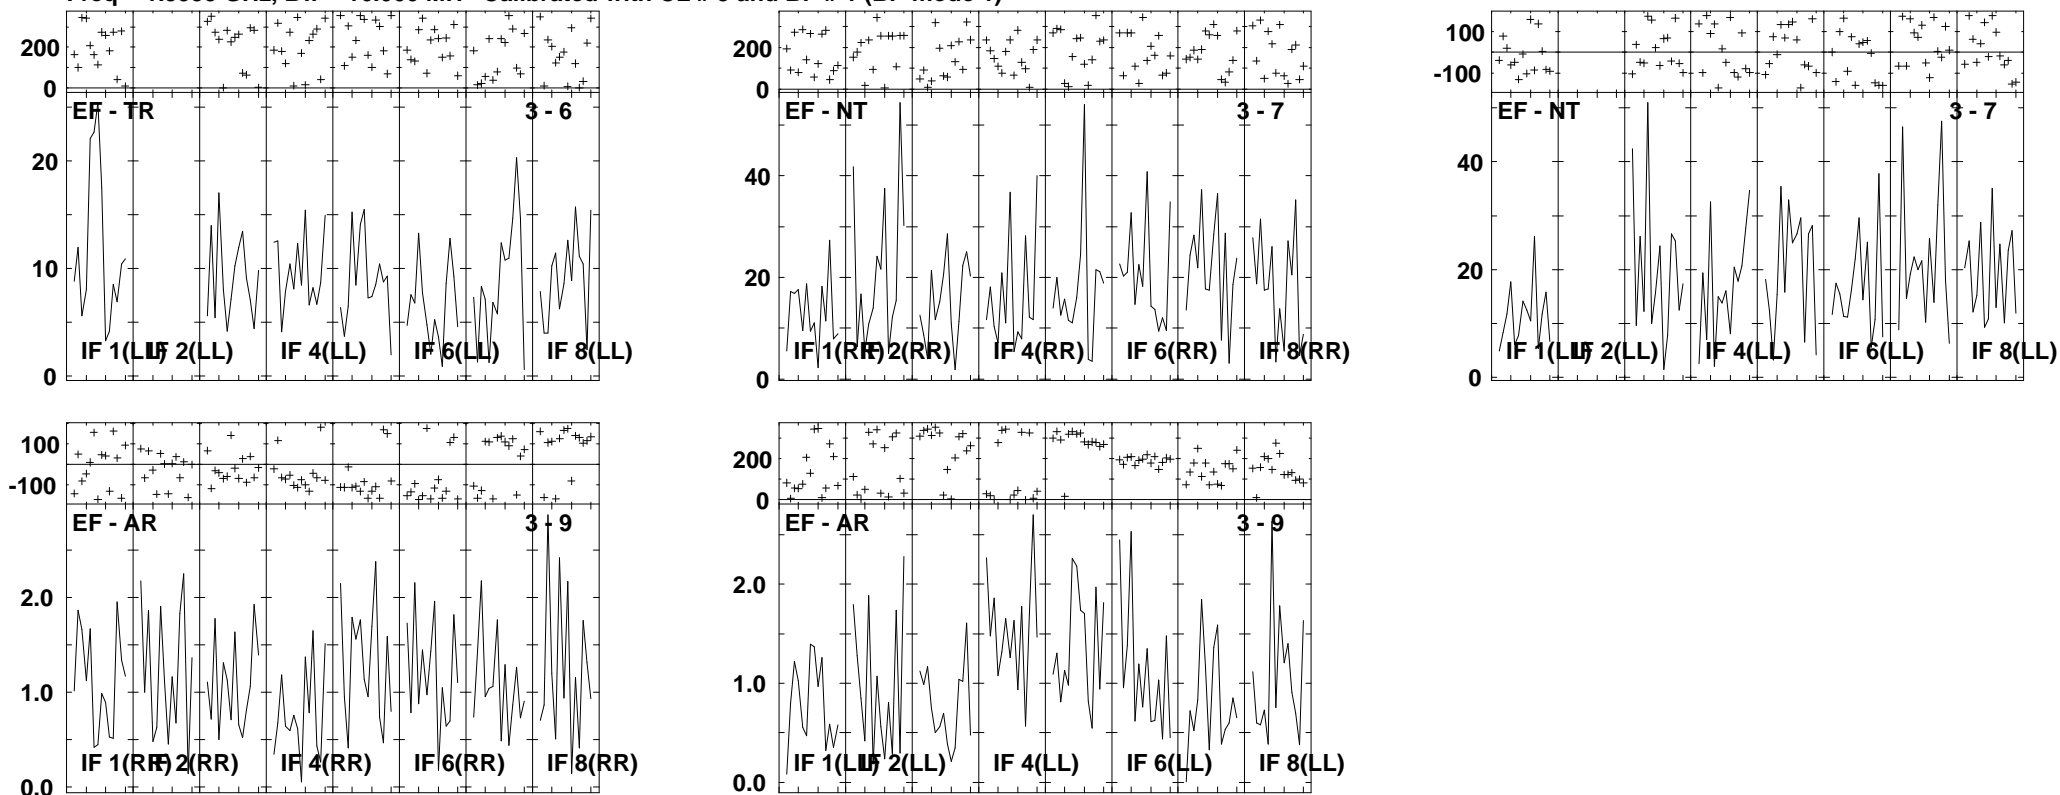 200
0
EF - TR
3 - 6
20
10
0
IF 1(LL)
IF 2(LL)
IF 4(LL)
IF 6(LL)
IF 8(LL)
200
0
EF - NT
3 - 7
40
20
0
IF 1(RR)
IF 2(RR)
IF 4(RR)
IF 6(RR)
IF 8(RR)
100
-100
EF - NT
3 - 7
40
20
0
IF 1(LL)
IF 2(LL)
IF 4(LL)
IF 6(LL)
IF 8(LL)
100
-100
EF - AR
3 - 9
2.0
1.0
0.0
IF 1(RR)
IF 2(RR)
IF 4(RR)
IF 6(RR)
IF 8(RR)
200
0
EF - AR
3 - 9
2.0
1.0
0.0
IF 1(LL)
IF 2(LL)
IF 4(LL)
IF 6(LL)
IF 8(LL)